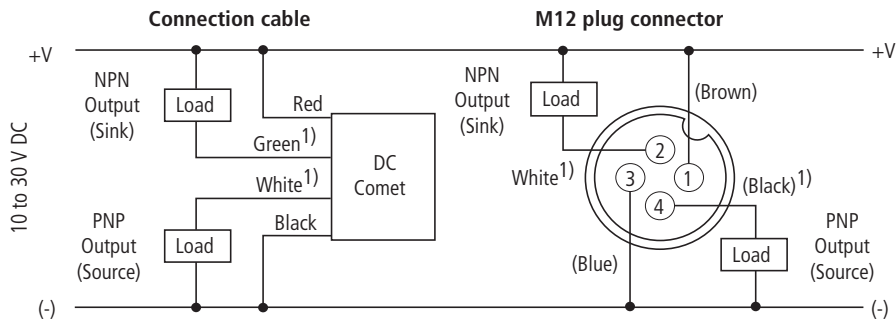 Connection cable
M12 plug connector
10 to 30 V DC
+V
+V
NPN
Output
(Sink)
Load
Red
Green1)
White1)
Black
DC
Comet
PNP
Output
(Source)
Load
(-)
NPN
Output
(Sink)
Load
(Brown)
White1)
2
3
1
4
(Black)1)
(Blue)
Load
PNP
Output
(Source)
(-)